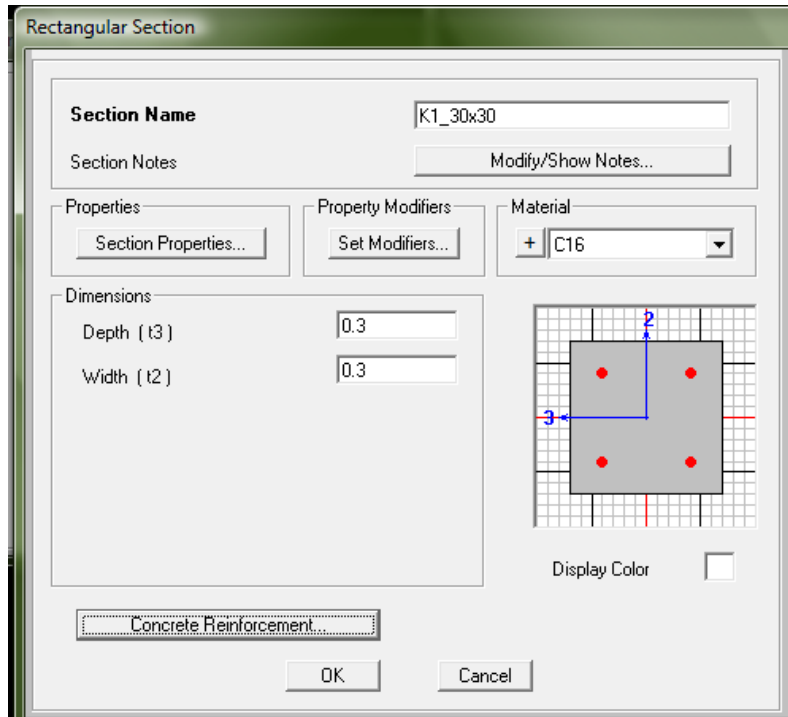 Rectangular Section
Section Name K1_30x30
Section Notes Modify/Show Notes...
Properties Property Modifiers Material
Section Properties... Set Modifiers... + C16
Dimensions
Depth ( t3 ) 0.3
Width ( t2 ) 0.3
2
3
Display Color
Concrete Reinforcement...
OK Cancel